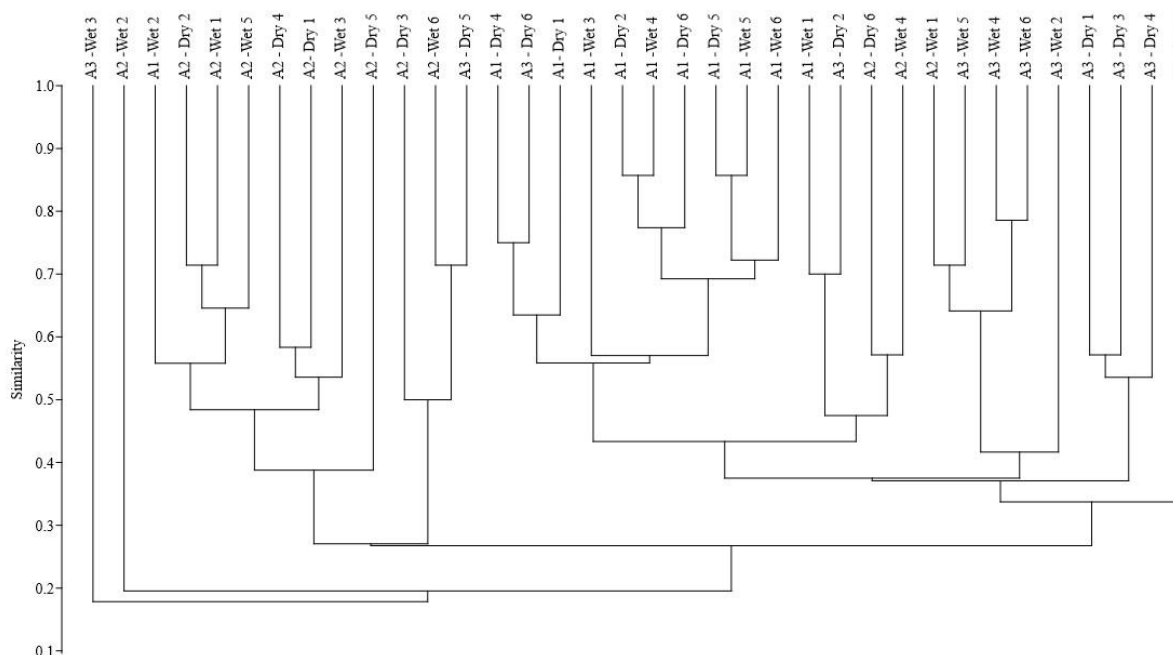 A3 -Wet 3
A2 - Wet 2
A1 - Wet 2
A2 - Dry 2
A2 - Wet 1
A2 - Wet 5
A2 - Dry 4
A2- Dry 1
A2 - Wet 3
A2 - Dry 5
A2 - Dry 3
A2 - Wet 6
A3 - Dry 5
A1 - Dry 4
A3 - Dry 6
A1- Dry 1
A1 -Wet 3
A1 - Dry 2
A1 -Wet 4
A1 - Dry 6
A1 - Dry 5
A1 -Wet 5
A1 -Wet 6
A1 -Wet 1
A3 - Dry 2
A2 - Dry 6
A2 -Wet 4
A2 -Wet 1
A3 -Wet 5
A3 -Wet 4
A3 -Wet 6
A3 -Wet 2
A3 - Dry 1
A3 - Dry 3
A3 - Dry 4
1.0
0.9
0.8
0.7
0.6
0.5
0.4
0.3
0.2
0.1
Similarity